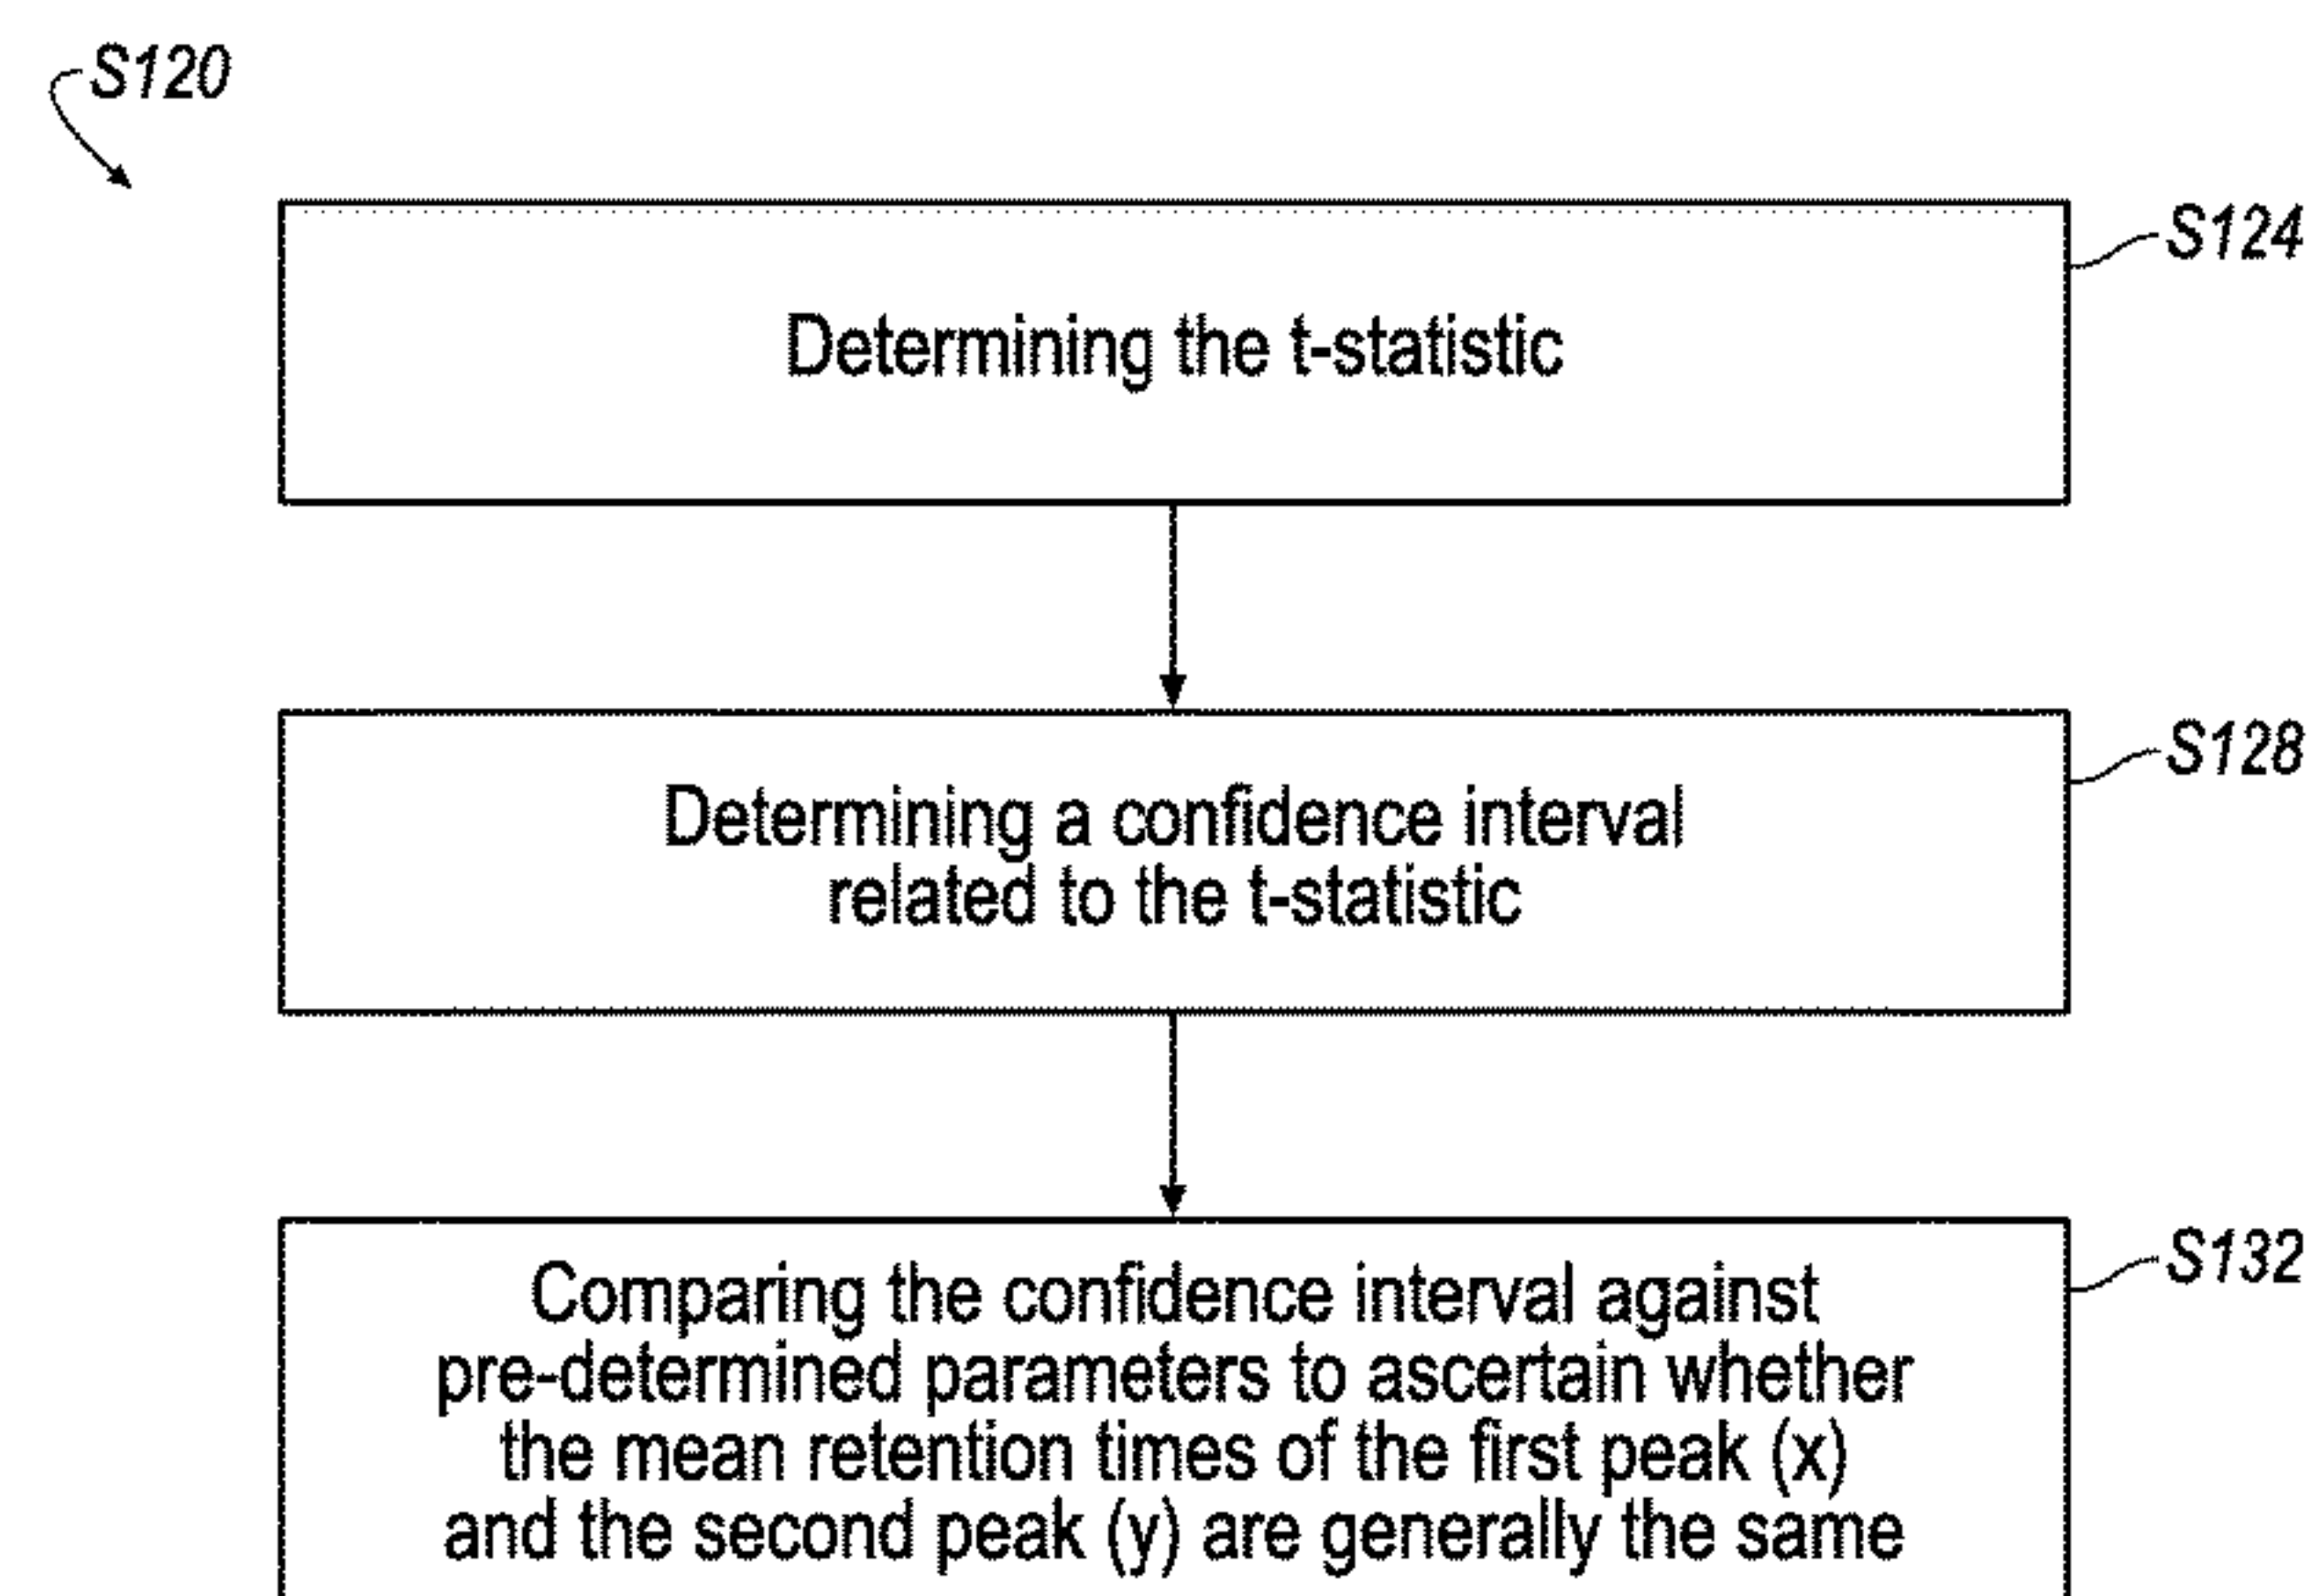 S120
S124
Determining the t-statistic
S128
Determining a confidence interval
related to the t-statistic
S132
Comparing the confidence interval against
pre-determined parameters to ascertain whether
the mean retention times of the first peak (x)
and the second peak (y) are generally the same